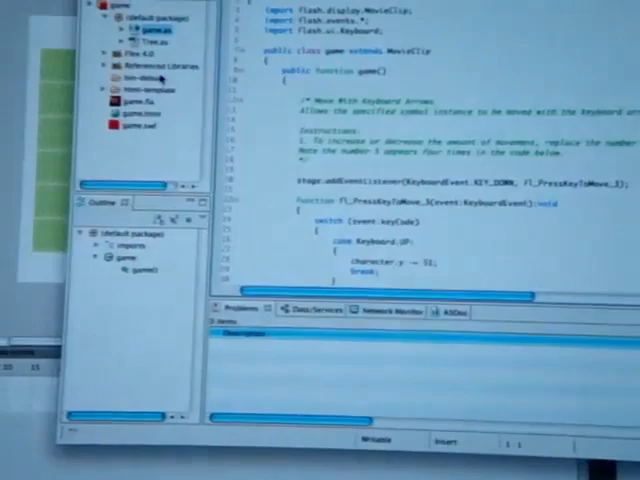 game
(default package)
game.as
Tree.as
Flex 4.0
Referenced Libraries
bin-debug
html-template
game.fla
game.html
game.swf
Outline
(default package)
imports
game
game()
import flash.display.MovieClip;
import flash.events.*;
import flash.ui.Keyboard;
public class game extends MovieClip
{
public function game()
{
/* Move With Keyboard Arrows
Allows the specified symbol instance to be moved with the keyboard arr
Instructions:
1. To increase or decrease the amount of movement, replace the number
Note the number 5 appears four times in the code below.
*/
stage.addEventListener(KeyboardEvent.KEY_DOWN, fl_PressKeyToMove_3);
function fl_PressKeyToMove_3(event:KeyboardEvent):void
{
switch (event.keyCode)
{
case Keyboard.UP:
{
character.y -= 51;
break;
}
Problems
Class/Services
Network Monitor
ASDoc
items
Description
Writable
Insert
1 : 1
15